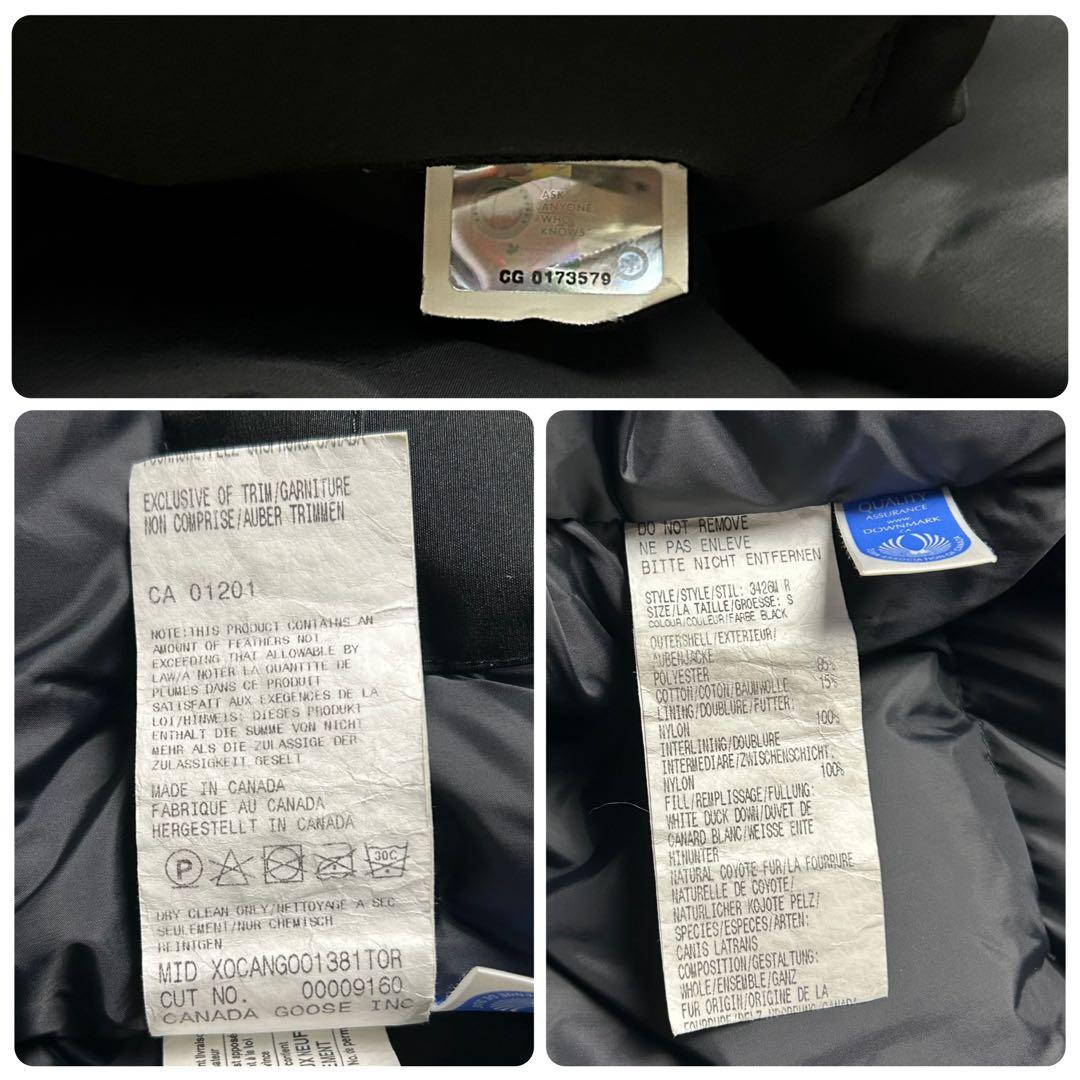 ASK
ANYONE
WHO
KNOWS
CG 0173579
EXCLUSIVE OF TRIM/GARNITURE
NON COMPRISE/AUBER TRIMMEN
CA 01201
NOTE:THIS PRODUCT CONTAINS AN
AMOUNT OF FEATHERS NOT
EXCEEDING THAT ALLOWABLE BY
LAW/A NOTER LA QUANTITE DE
PLUMES DANS CE PRODUIT
SATISFAIT AUX EXEGENCES DE LA
LOI/HINWEIS: DIESES PRODUKT
ENTHALT DIE SUMME VON NICHT
MEHR ALS DIE ZULASSIGE DER
ZULASSIGKEIT GESELT
MADE IN CANADA
FABRIQUE AU CANADA
HERGESTELLT IN CANADA
P
30C
DRY CLEAN ONLY/NETTOYAGE A SEC
SEULEMENT/NUR CHEMISCH
REINTGEN
MID XOCANG001381TOR
CUT NO. 00009160
CANADA GOOSE INC
DO NOT REMOVE
NE PAS ENLEVE
BITTE NICHT ENTFERNEN
STYLE/STYLE/STIL: 3426M R
SIZE/LA TAILLE/GROESSE: S
COLOUR/COULEUR/FARBE BLACK
OUTERSHELL/EXTERIEUR/
AUBENJACKE
POLYESTER 85%
COTTON/COTON/BAUMWOLLE 15%
LINING/DOUBLURE/FUTTER:
NYLON 100%
INTERLINING/DOUBLURE
INTERMEDIARE/ZWISCHENSCHICHT:
NYLON 100%
FILL/REMPLISSAGE/FULLUNG:
WHITE DUCK DOWN/DUVET DE
CANARD BLANC/WEISSE ENTE
HINUNTER
NATURAL COYOTE FUR/LA FOURRURE
NATURELLE DE COYOTE/
NATURLICHER KOJOTE PELZ/
SPECIES/ESPECES/ARTEN:
CANIS LATRANS
COMPOSITION/GESTALTUNG:
WHOLE/ENSEMBLE/GANZ
FUR ORIGIN/ORIGINE DE LA
QUALITY
ASSURANCE
www.
DOWNMARK
.CA